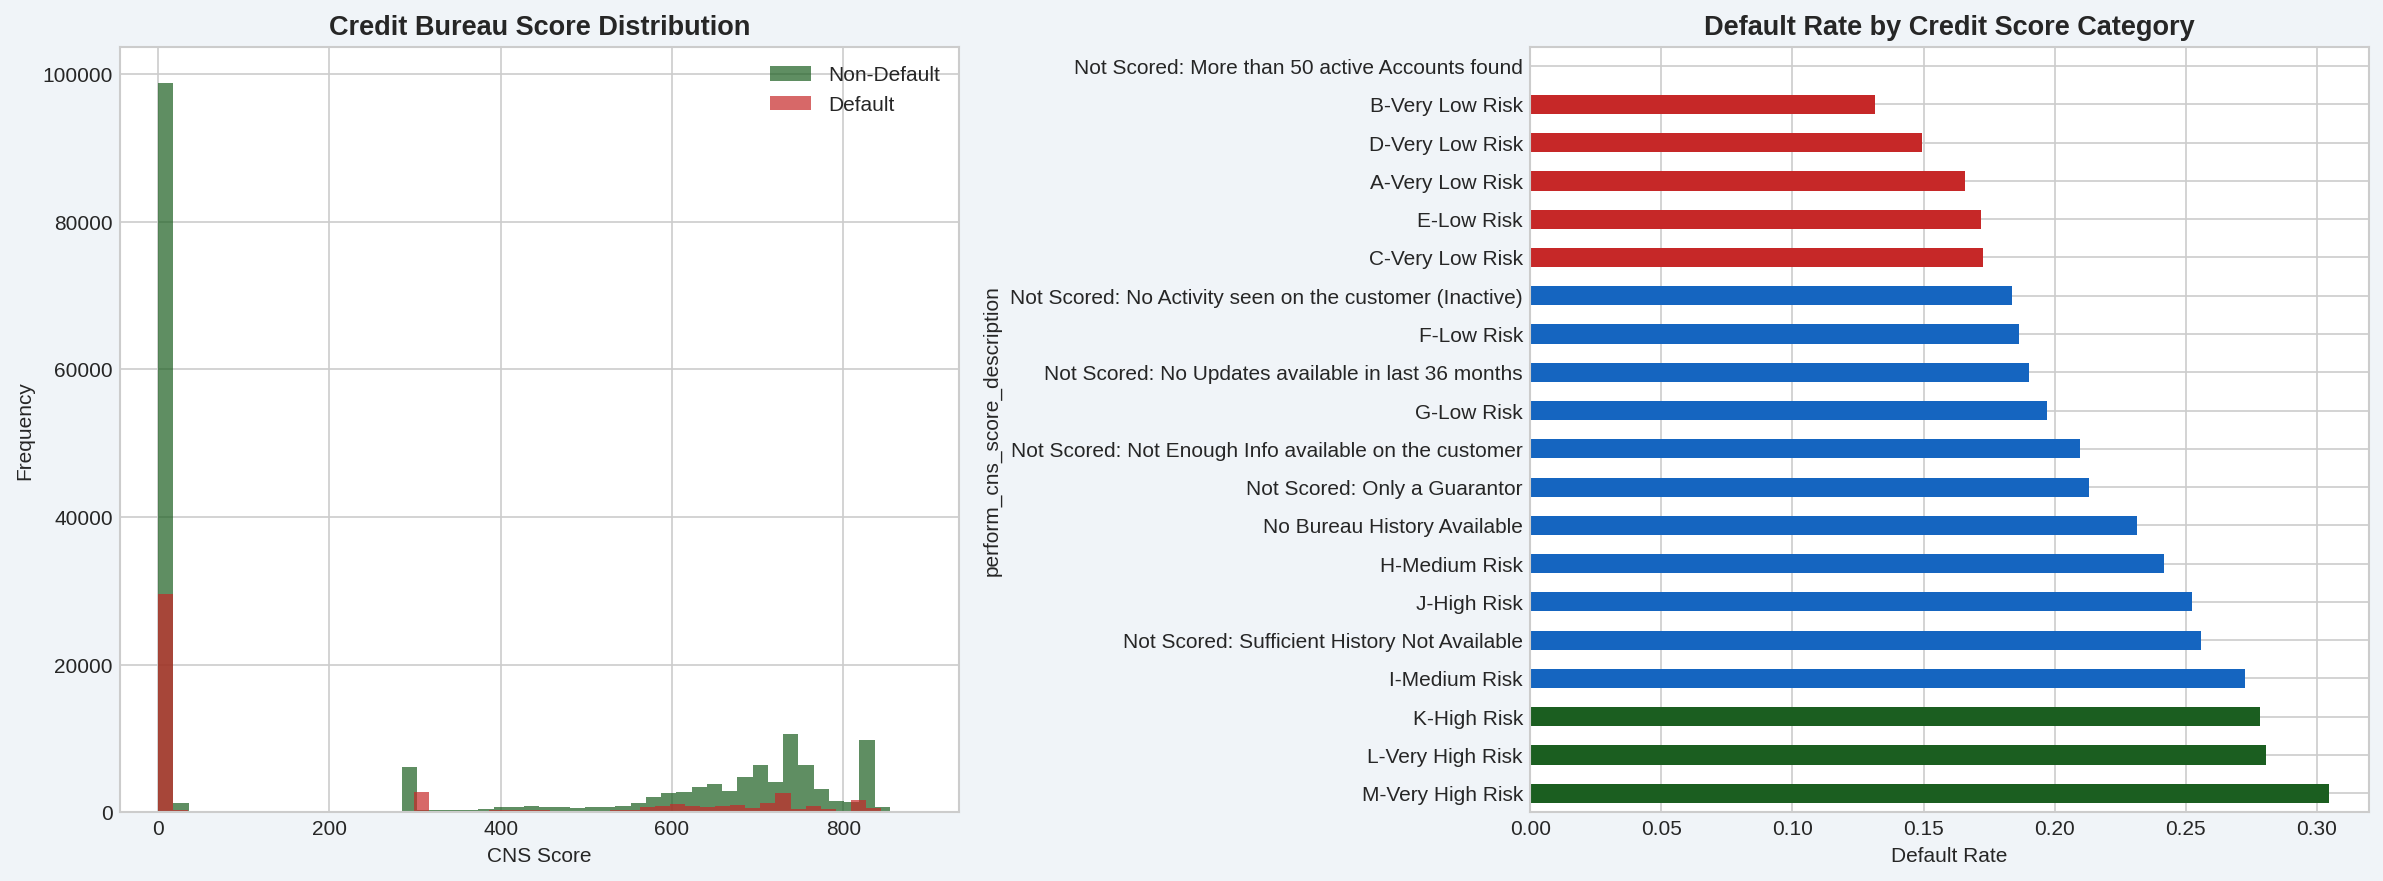 Credit Bureau Score Distribution
Non-Default
Default
100000
80000
60000
40000
20000
0
Frequency
0
200
400
600
800
CNS Score
Default Rate by Credit Score Category
perform_cns_score_description
Not Scored: More than 50 active Accounts found
B-Very Low Risk
D-Very Low Risk
A-Very Low Risk
E-Low Risk
C-Very Low Risk
Not Scored: No Activity seen on the customer (Inactive)
F-Low Risk
Not Scored: No Updates available in last 36 months
G-Low Risk
Not Scored: Not Enough Info available on the customer
Not Scored: Only a Guarantor
No Bureau History Available
H-Medium Risk
J-High Risk
Not Scored: Sufficient History Not Available
I-Medium Risk
K-High Risk
L-Very High Risk
M-Very High Risk
0.00
0.05
0.10
0.15
0.20
0.25
0.30
Default Rate